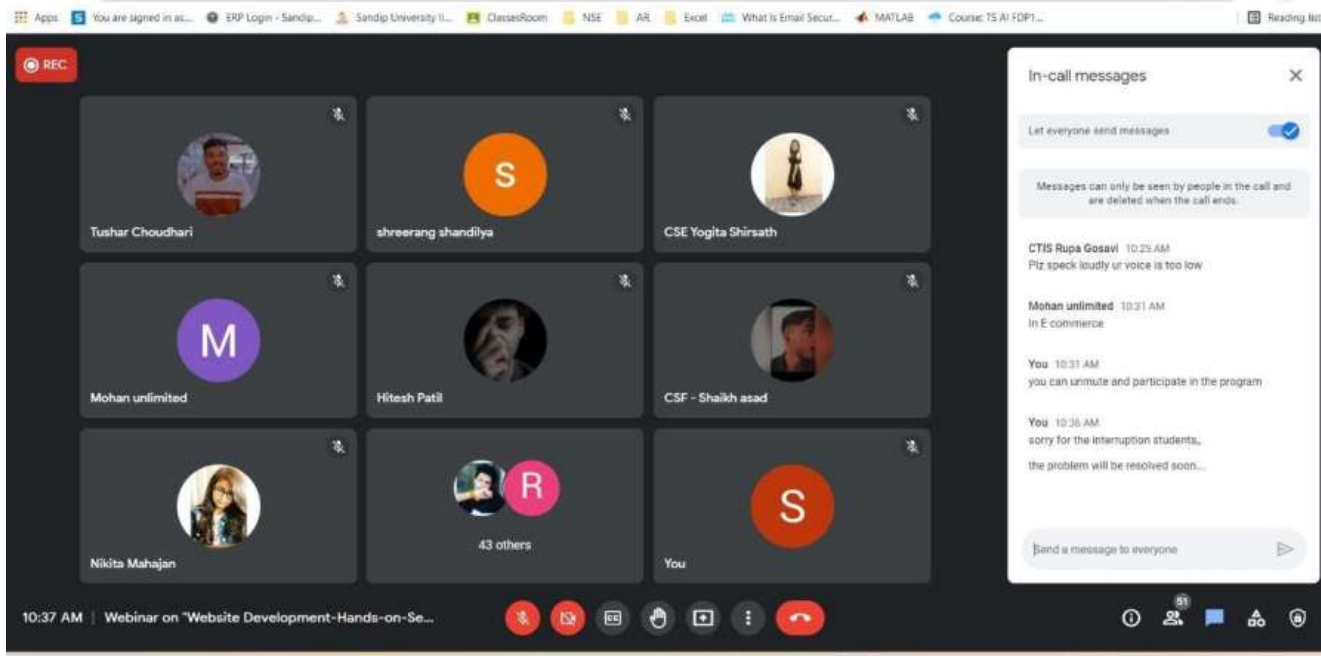 Apps You are signed in as... ERP Login - Sandip... Sandip University II... ClassesRoom NSE AR Excel What Is Email Secur... MATLAB Course: TS AI FDP1... Reading list
REC
In-call messages
Let everyone send messages
Messages can only be seen by people in the call and
are deleted when the call ends.
S
Tushar Choudhari shreerang shandilya CSE Yogita Shirsath
CTIS Rupa Gosavi 10:25 AM
Plz speck loudly ur voice is too low
Mohan unlimited 10:31 AM
In E commerce
M
Mohan unlimited Hitesh Patil CSF - Shaikh asad
You 10:31 AM
you can unmute and participate in the program
You 10:36 AM
sorry for the interruption students,,
the problem will be resolved soon...
R
S
43 others
Nikita Mahajan You
Send a message to everyone
10:37 AM | Webinar on "Website Development-Hands-on-Se...
CC
51